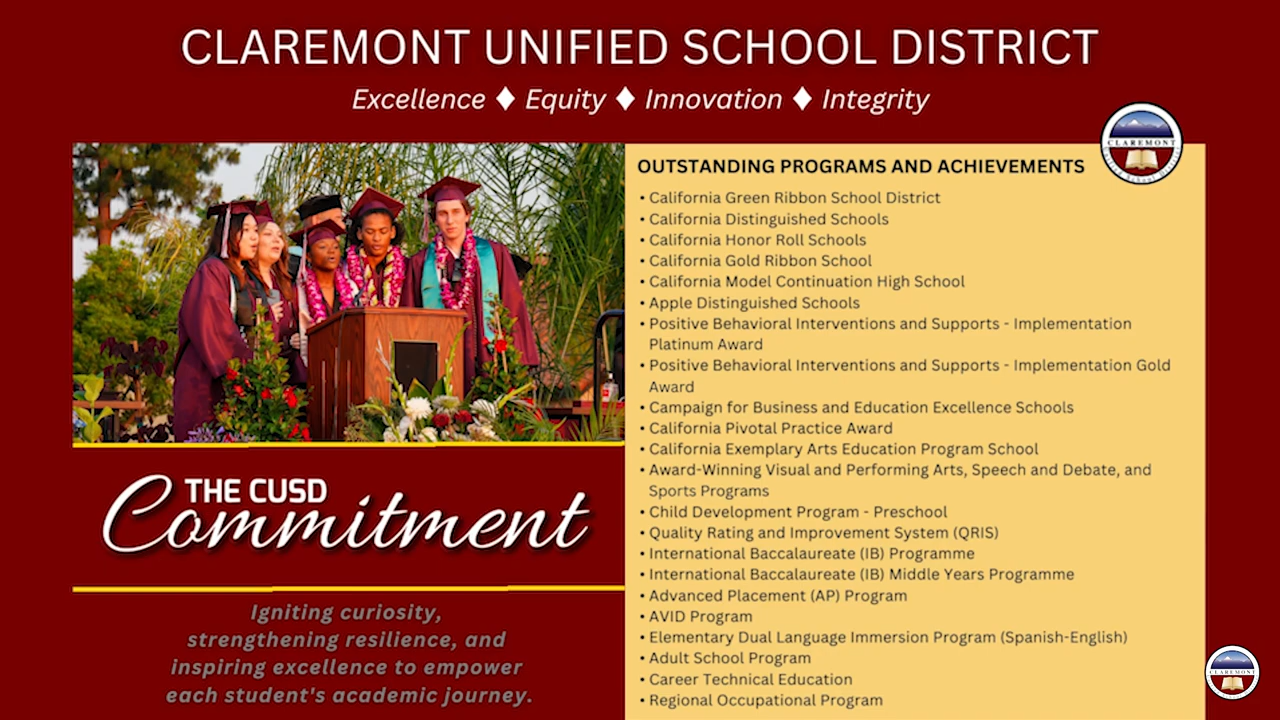 CLAREMONT UNIFIED SCHOOL DISTRICT
Excellence ♦ Equity ♦ Innovation ♦ Integrity
CLAREMONT
OUTSTANDING PROGRAMS AND ACHIEVEMENTS
• California Green Ribbon School District
• California Distinguished Schools
• California Honor Roll Schools
• California Gold Ribbon School
• California Model Continuation High School
• Apple Distinguished Schools
• Positive Behavioral Interventions and Supports - Implementation
Platinum Award
• Positive Behavioral Interventions and Supports - Implementation Gold
Award
• Campaign for Business and Education Excellence Schools
• California Pivotal Practice Award
• California Exemplary Arts Education Program School
• Award-Winning Visual and Performing Arts, Speech and Debate, and
Sports Programs
• Child Development Program - Preschool
• Quality Rating and Improvement System (QRIS)
• International Baccalaureate (IB) Programme
• International Baccalaureate (IB) Middle Years Programme
• Advanced Placement (AP) Program
• AVID Program
• Elementary Dual Language Immersion Program (Spanish-English)
• Adult School Program
• Career Technical Education
• Regional Occupational Program
THE CUSD
Commitment
Igniting curiosity,
strengthening resilience, and
inspiring excellence to empower
each student's academic journey.
CLAREMONT